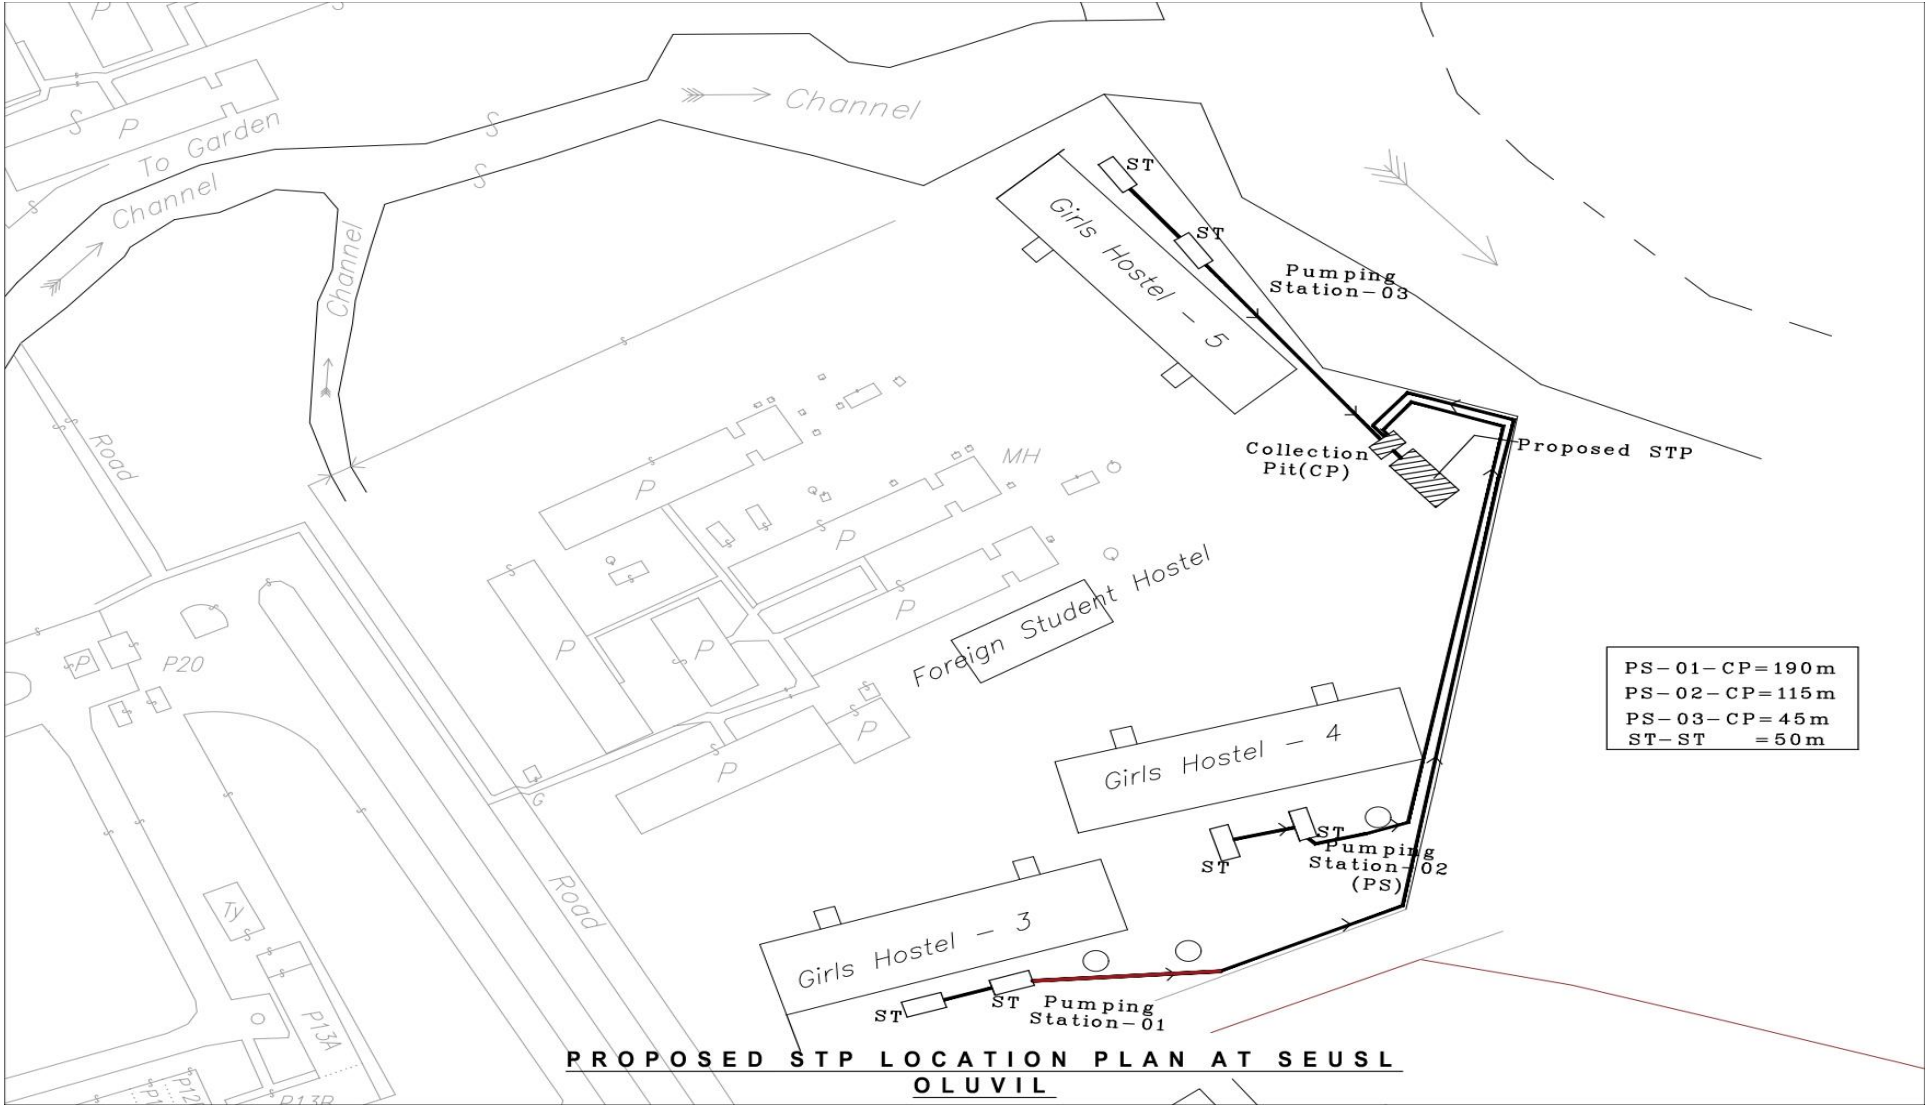 P
S
P
To Garden
Channel
Channel
Channel
Road
P20
P
P
P
P
P
P
P
P
MH
G
Road
Ty
P13A
P13B
Foreign Student Hostel
ST
ST
Girls Hostel - 5
Pumping
Station-03
Collection
Pit(CP)
Proposed STP
PS-01-CP=190m
PS-02-CP=115m
PS-03-CP=45m
ST-ST =50m
Girls Hostel - 4
ST
ST
Pumping
Station-02
(PS)
Girls Hostel - 3
ST
ST
Pumping
Station-01
PROPOSED STP LOCATION PLAN AT SEUSL
OLUVIL